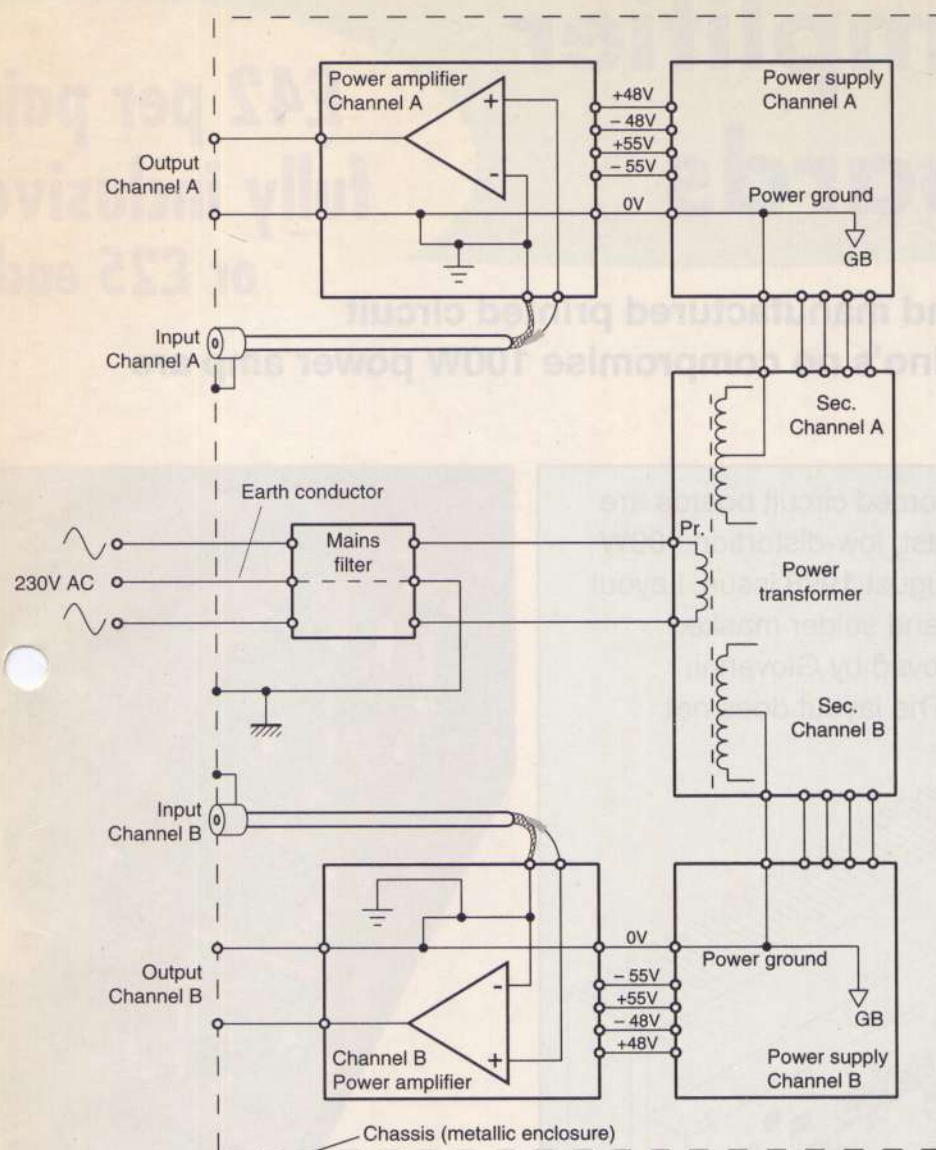 Power amplifier
Channel A
+
-
+48V
– 48V
+55V
– 55V
0V
Power supply
Channel A
Power ground
GB
Output
Channel A
Input
Channel A
Sec.
Channel A
Earth conductor
Mains
filter
230V AC
Pr.
Power
transformer
Sec.
Channel B
Input
Channel B
Output
Channel B
0V
– 55V
+55V
– 48V
+48V
-
+
Channel B
Power amplifier
Power ground
GB
Power supply
Channel B
Chassis (metallic enclosure)